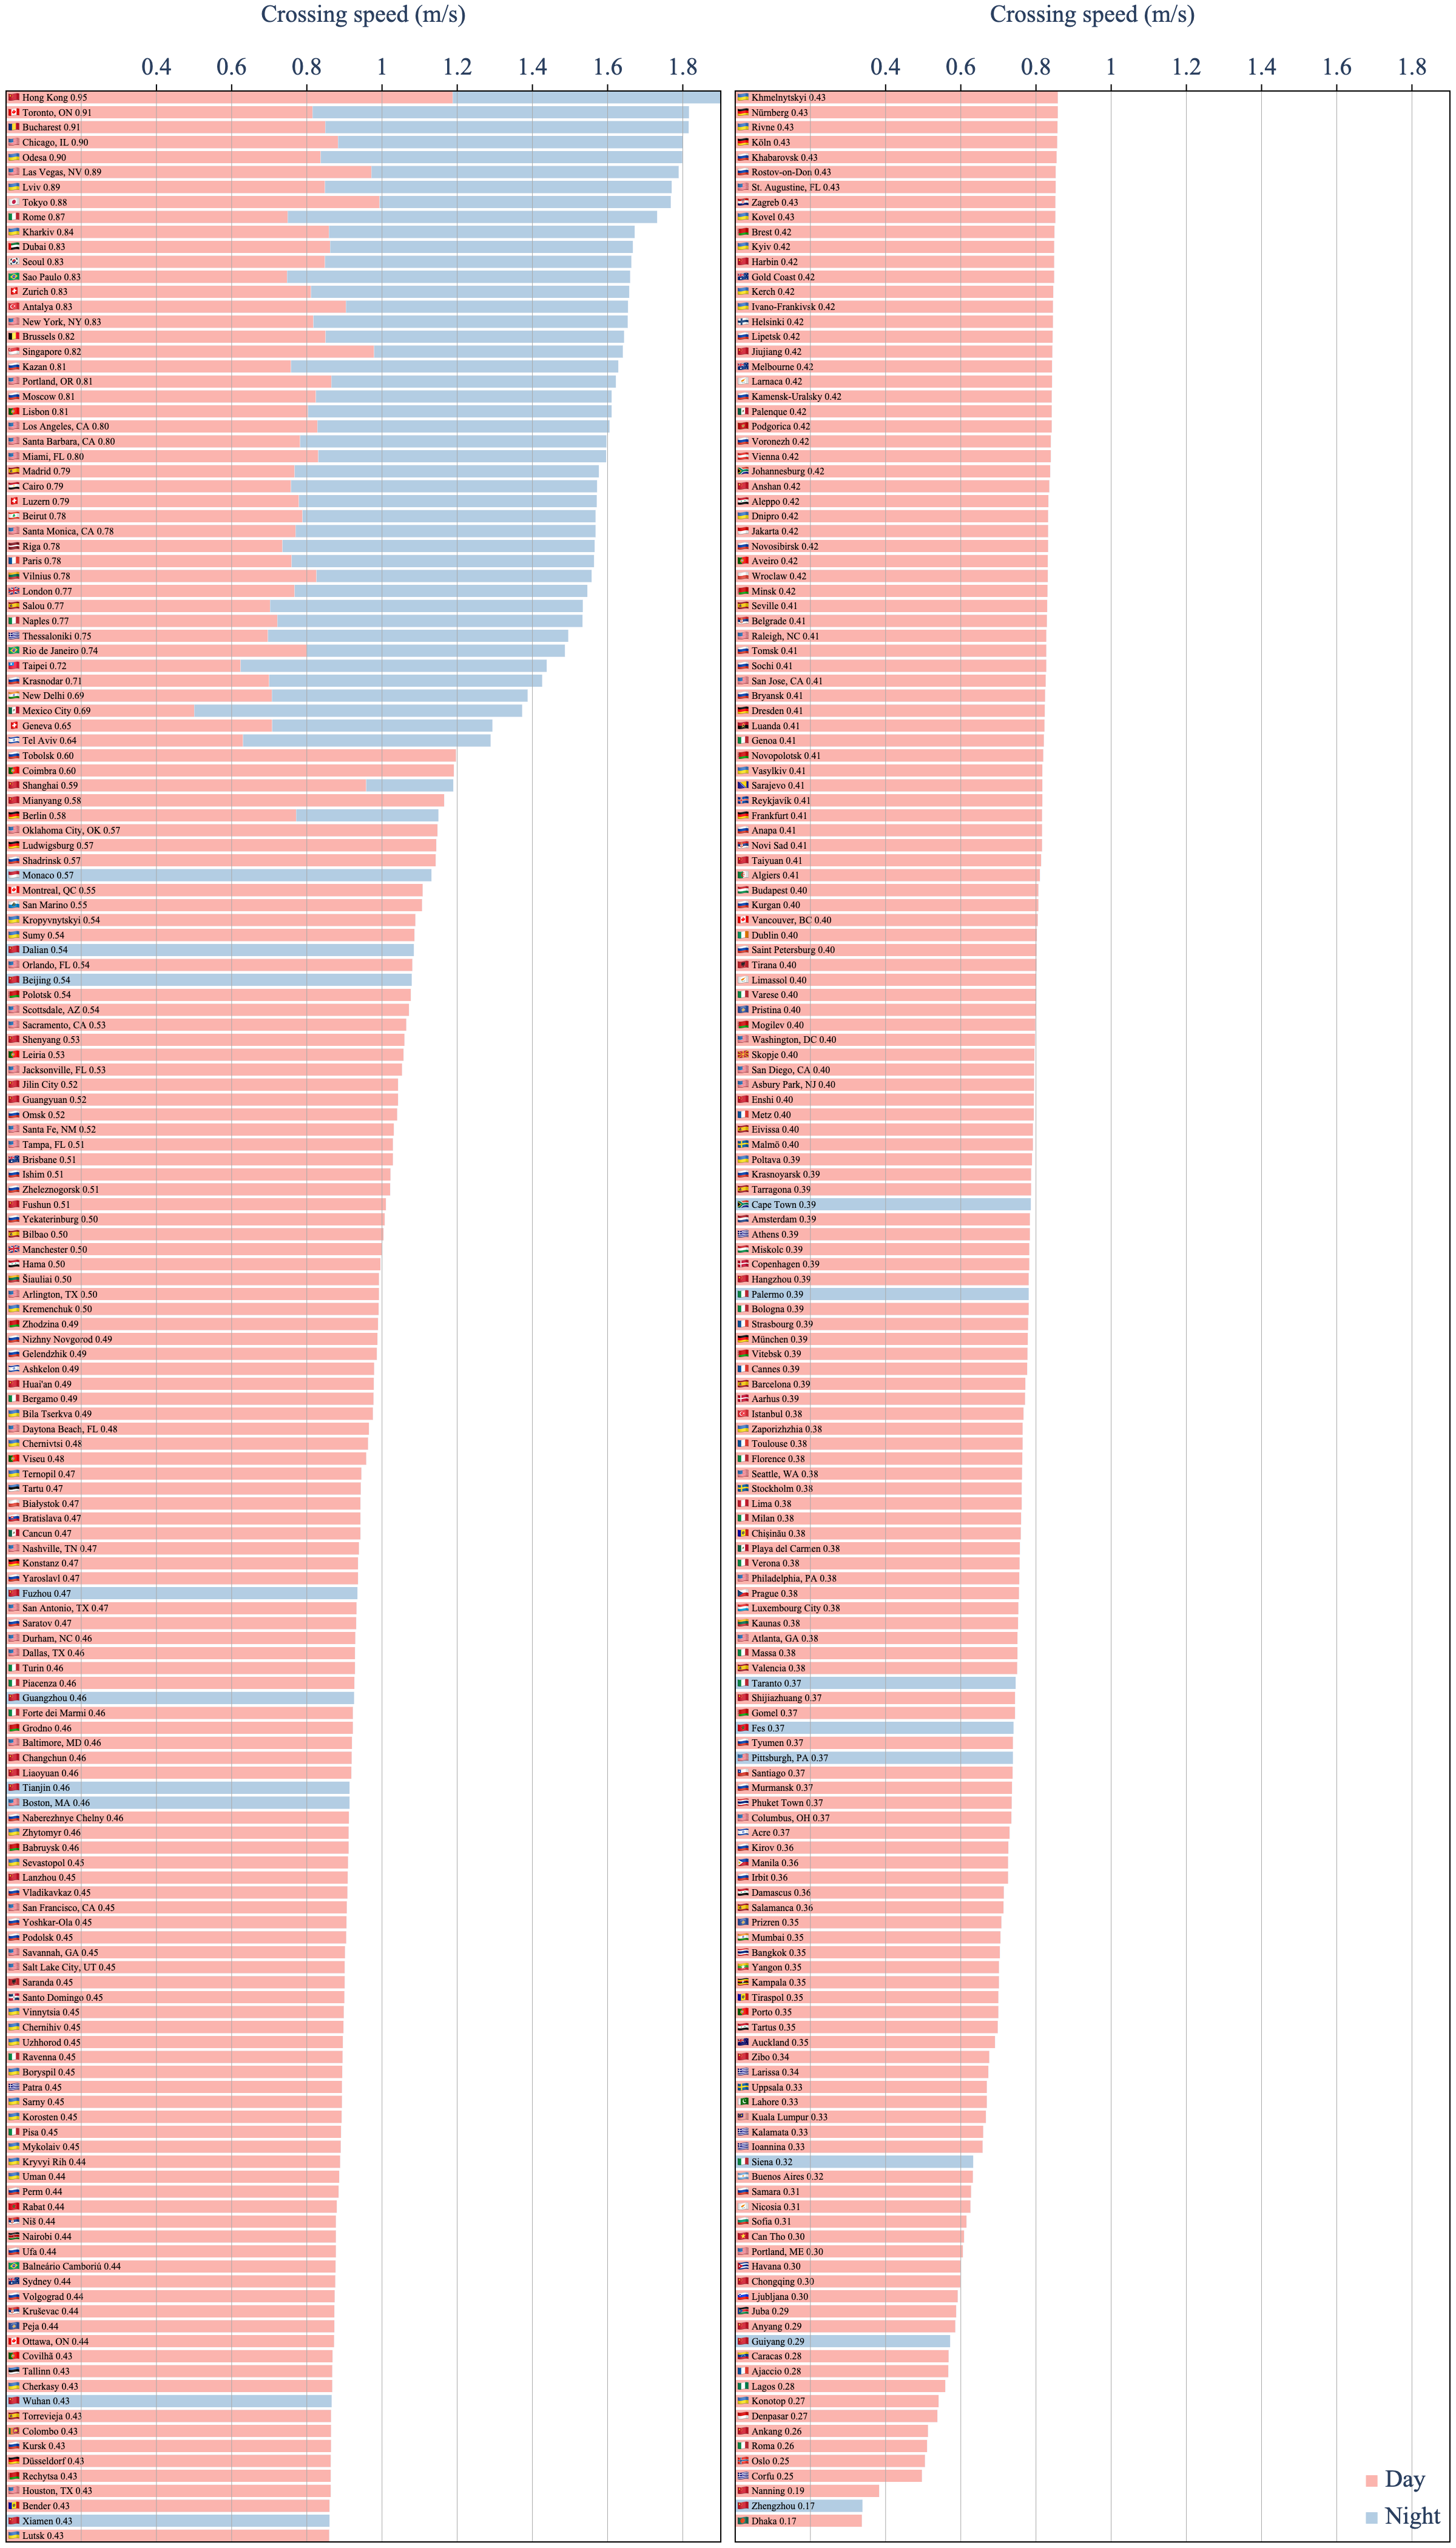 Crossing speed (m/s)
0.4 0.6 0.8 1 1.2 1.4 1.6 1.8
Hong Kong 0.95
Toronto, ON 0.91
Bucharest 0.91
Chicago, IL 0.90
Odesa 0.90
Las Vegas, NV 0.89
Lviv 0.89
Tokyo 0.88
Rome 0.87
Kharkiv 0.84
Dubai 0.83
Seoul 0.83
Sao Paulo 0.83
Zurich 0.83
Antalya 0.83
New York, NY 0.83
Brussels 0.82
Singapore 0.82
Kazan 0.81
Portland, OR 0.81
Moscow 0.81
Lisbon 0.81
Los Angeles, CA 0.80
Santa Barbara, CA 0.80
Miami, FL 0.80
Madrid 0.79
Cairo 0.79
Luzern 0.79
Beirut 0.78
Santa Monica, CA 0.78
Riga 0.78
Paris 0.78
Vilnius 0.78
London 0.77
Salou 0.77
Naples 0.77
Thessaloniki 0.75
Rio de Janeiro 0.74
Taipei 0.72
Krasnodar 0.71
New Delhi 0.69
Mexico City 0.69
Geneva 0.65
Tel Aviv 0.64
Tobolsk 0.60
Coimbra 0.60
Shanghai 0.59
Mianyang 0.58
Berlin 0.58
Oklahoma City, OK 0.57
Ludwigsburg 0.57
Shadrinsk 0.57
Monaco 0.57
Montreal, QC 0.55
San Marino 0.55
Kropyvnytskyi 0.54
Sumy 0.54
Dalian 0.54
Orlando, FL 0.54
Beijing 0.54
Polotsk 0.54
Scottsdale, AZ 0.54
Sacramento, CA 0.53
Shenyang 0.53
Leiria 0.53
Jacksonville, FL 0.53
Jilin City 0.52
Guangyuan 0.52
Omsk 0.52
Santa Fe, NM 0.52
Tampa, FL 0.51
Brisbane 0.51
Ishim 0.51
Zheleznogorsk 0.51
Fushun 0.51
Yekaterinburg 0.50
Bilbao 0.50
Manchester 0.50
Hama 0.50
Šiauliai 0.50
Arlington, TX 0.50
Kremenchuk 0.50
Zhodzina 0.49
Nizhny Novgorod 0.49
Gelendzhik 0.49
Ashkelon 0.49
Huai'an 0.49
Bergamo 0.49
Bila Tserkva 0.49
Daytona Beach, FL 0.48
Chernivtsi 0.48
Viseu 0.48
Ternopil 0.47
Tartu 0.47
Białystok 0.47
Bratislava 0.47
Cancun 0.47
Nashville, TN 0.47
Konstanz 0.47
Yaroslavl 0.47
Fuzhou 0.47
San Antonio, TX 0.47
Saratov 0.47
Durham, NC 0.46
Dallas, TX 0.46
Turin 0.46
Piacenza 0.46
Guangzhou 0.46
Forte dei Marmi 0.46
Grodno 0.46
Baltimore, MD 0.46
Changchun 0.46
Liaoyuan 0.46
Tianjin 0.46
Boston, MA 0.46
Naberezhnye Chelny 0.46
Zhytomyr 0.46
Babruysk 0.46
Sevastopol 0.45
Lanzhou 0.45
Vladikavkaz 0.45
San Francisco, CA 0.45
Yoshkar-Ola 0.45
Podolsk 0.45
Savannah, GA 0.45
Salt Lake City, UT 0.45
Saranda 0.45
Santo Domingo 0.45
Vinnytsia 0.45
Chernihiv 0.45
Uzhhorod 0.45
Ravenna 0.45
Boryspil 0.45
Patra 0.45
Sarny 0.45
Korosten 0.45
Pisa 0.45
Mykolaiv 0.45
Kryvyi Rih 0.44
Uman 0.44
Perm 0.44
Rabat 0.44
Niš 0.44
Nairobi 0.44
Ufa 0.44
Balneário Camboriú 0.44
Sydney 0.44
Volgograd 0.44
Kruševac 0.44
Peja 0.44
Ottawa, ON 0.44
Covilhã 0.43
Tallinn 0.43
Cherkasy 0.43
Wuhan 0.43
Torrevieja 0.43
Colombo 0.43
Kursk 0.43
Düsseldorf 0.43
Rechytsa 0.43
Houston, TX 0.43
Bender 0.43
Xiamen 0.43
Lutsk 0.43
Crossing speed (m/s)
0.4 0.6 0.8 1 1.2 1.4 1.6 1.8
Khmelnytskyi 0.43
Nürnberg 0.43
Rivne 0.43
Köln 0.43
Khabarovsk 0.43
Rostov-on-Don 0.43
St. Augustine, FL 0.43
Zagreb 0.43
Kovel 0.43
Brest 0.42
Kyiv 0.42
Harbin 0.42
Gold Coast 0.42
Kerch 0.42
Ivano-Frankivsk 0.42
Helsinki 0.42
Lipetsk 0.42
Jiujiang 0.42
Melbourne 0.42
Larnaca 0.42
Kamensk-Uralsky 0.42
Palenque 0.42
Podgorica 0.42
Voronezh 0.42
Vienna 0.42
Johannesburg 0.42
Anshan 0.42
Aleppo 0.42
Dnipro 0.42
Jakarta 0.42
Novosibirsk 0.42
Aveiro 0.42
Wroclaw 0.42
Minsk 0.42
Seville 0.41
Belgrade 0.41
Raleigh, NC 0.41
Tomsk 0.41
Sochi 0.41
San Jose, CA 0.41
Bryansk 0.41
Dresden 0.41
Luanda 0.41
Genoa 0.41
Novopolotsk 0.41
Vasylkiv 0.41
Sarajevo 0.41
Reykjavík 0.41
Frankfurt 0.41
Anapa 0.41
Novi Sad 0.41
Taiyuan 0.41
Algiers 0.41
Budapest 0.40
Kurgan 0.40
Vancouver, BC 0.40
Dublin 0.40
Saint Petersburg 0.40
Tirana 0.40
Limassol 0.40
Varese 0.40
Pristina 0.40
Mogilev 0.40
Washington, DC 0.40
Skopje 0.40
San Diego, CA 0.40
Asbury Park, NJ 0.40
Enshi 0.40
Metz 0.40
Eivissa 0.40
Malmö 0.40
Poltava 0.39
Krasnoyarsk 0.39
Tarragona 0.39
Cape Town 0.39
Amsterdam 0.39
Athens 0.39
Miskolc 0.39
Copenhagen 0.39
Hangzhou 0.39
Palermo 0.39
Bologna 0.39
Strasbourg 0.39
München 0.39
Vitebsk 0.39
Cannes 0.39
Barcelona 0.39
Aarhus 0.39
Istanbul 0.38
Zaporizhzhia 0.38
Toulouse 0.38
Florence 0.38
Seattle, WA 0.38
Stockholm 0.38
Lima 0.38
Milan 0.38
Chișinău 0.38
Playa del Carmen 0.38
Verona 0.38
Philadelphia, PA 0.38
Prague 0.38
Luxembourg City 0.38
Kaunas 0.38
Atlanta, GA 0.38
Massa 0.38
Valencia 0.38
Taranto 0.37
Shijiazhuang 0.37
Gomel 0.37
Fes 0.37
Tyumen 0.37
Pittsburgh, PA 0.37
Santiago 0.37
Murmansk 0.37
Phuket Town 0.37
Columbus, OH 0.37
Acre 0.37
Kirov 0.36
Manila 0.36
Irbit 0.36
Damascus 0.36
Salamanca 0.36
Prizren 0.35
Mumbai 0.35
Bangkok 0.35
Yangon 0.35
Kampala 0.35
Tiraspol 0.35
Porto 0.35
Tartus 0.35
Auckland 0.35
Zibo 0.34
Larissa 0.34
Uppsala 0.33
Lahore 0.33
Kuala Lumpur 0.33
Kalamata 0.33
Ioannina 0.33
Siena 0.32
Buenos Aires 0.32
Samara 0.31
Nicosia 0.31
Sofia 0.31
Can Tho 0.30
Portland, ME 0.30
Havana 0.30
Chongqing 0.30
Ljubljana 0.30
Juba 0.29
Anyang 0.29
Guiyang 0.29
Caracas 0.28
Ajaccio 0.28
Lagos 0.28
Konotop 0.27
Denpasar 0.27
Ankang 0.26
Roma 0.26
Oslo 0.25
Corfu 0.25
Nanning 0.19
Zhengzhou 0.17
Dhaka 0.17
Day
Night